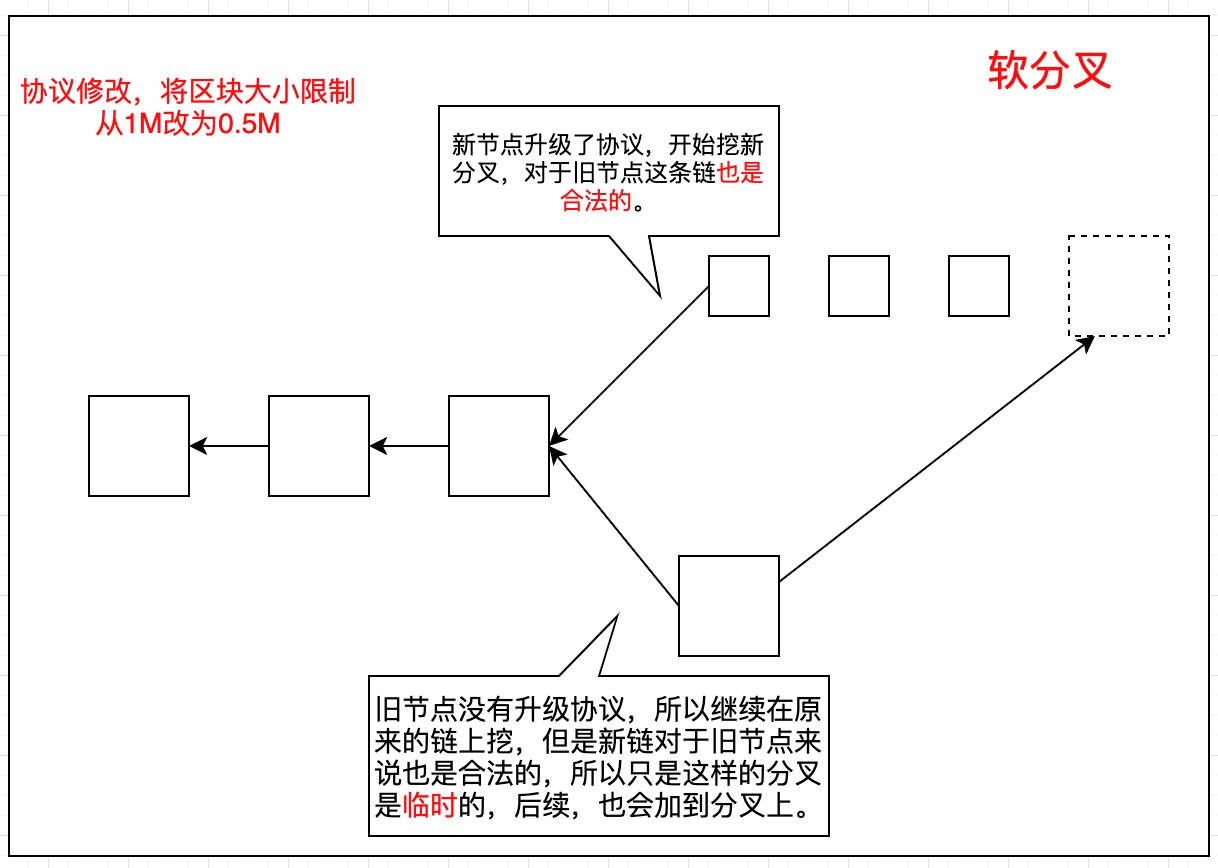 软分叉
协议修改，将区块大小限制
从1M改为0.5M
新节点升级了协议，开始挖新
分叉，对于旧节点这条链也是
合法的。
旧节点没有升级协议，所以继续在原
来的链上挖，但是新链对于旧节点来
说也是合法的，所以只是这样的分叉
是临时的，后续，也会加到分叉上。